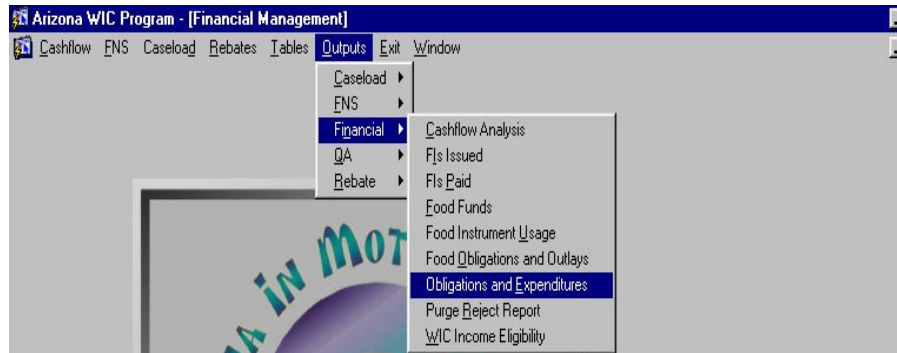 Arizona WIC Program - [Financial Management]
Cashflow FNS Caseload Rebates Tables Outputs Exit Window
Caseload
FNS
Financial
QA
Rebate
Cashflow Analysis
FIs Issued
FIs Paid
Food Funds
Food Instrument Usage
Food Obligations and Outlays
Obligations and Expenditures
Purge Reject Report
WIC Income Eligibility
IN MOT